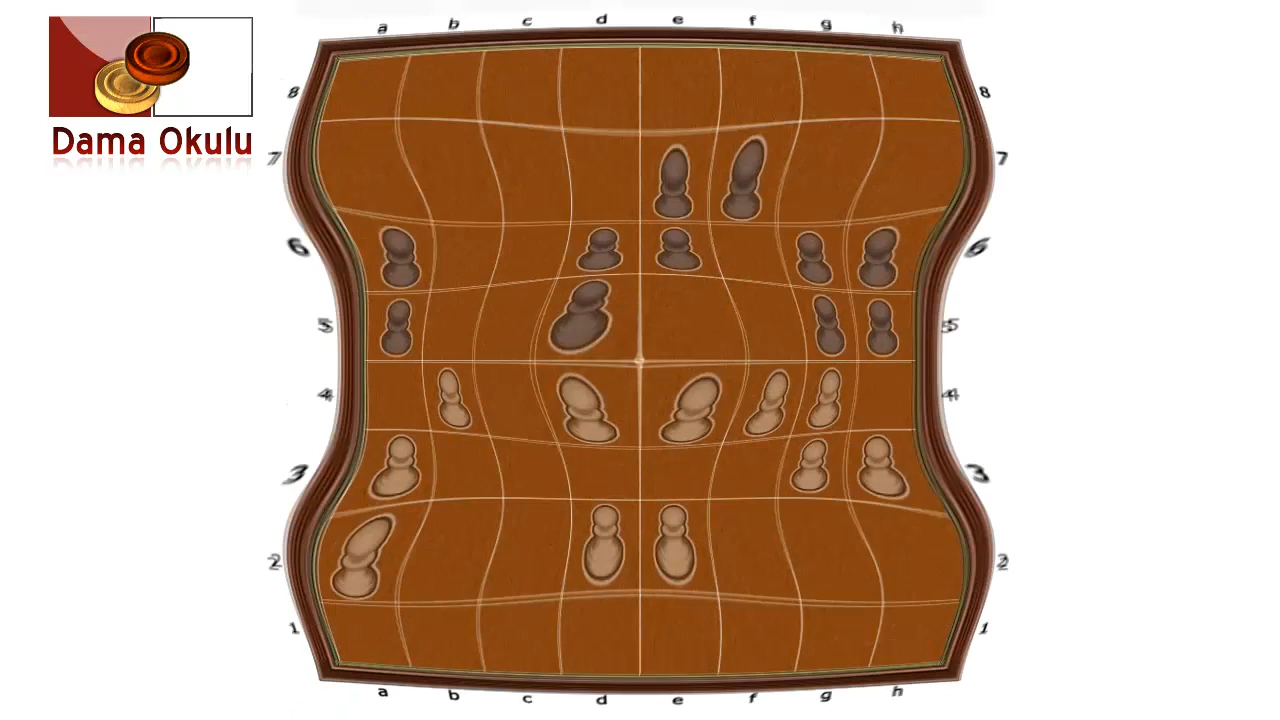 a b c d e f g h
8 8
Dama Okulu
7 7
6 6
5 5
4 4
3 3
2 2
1 1
a b c d e f g h